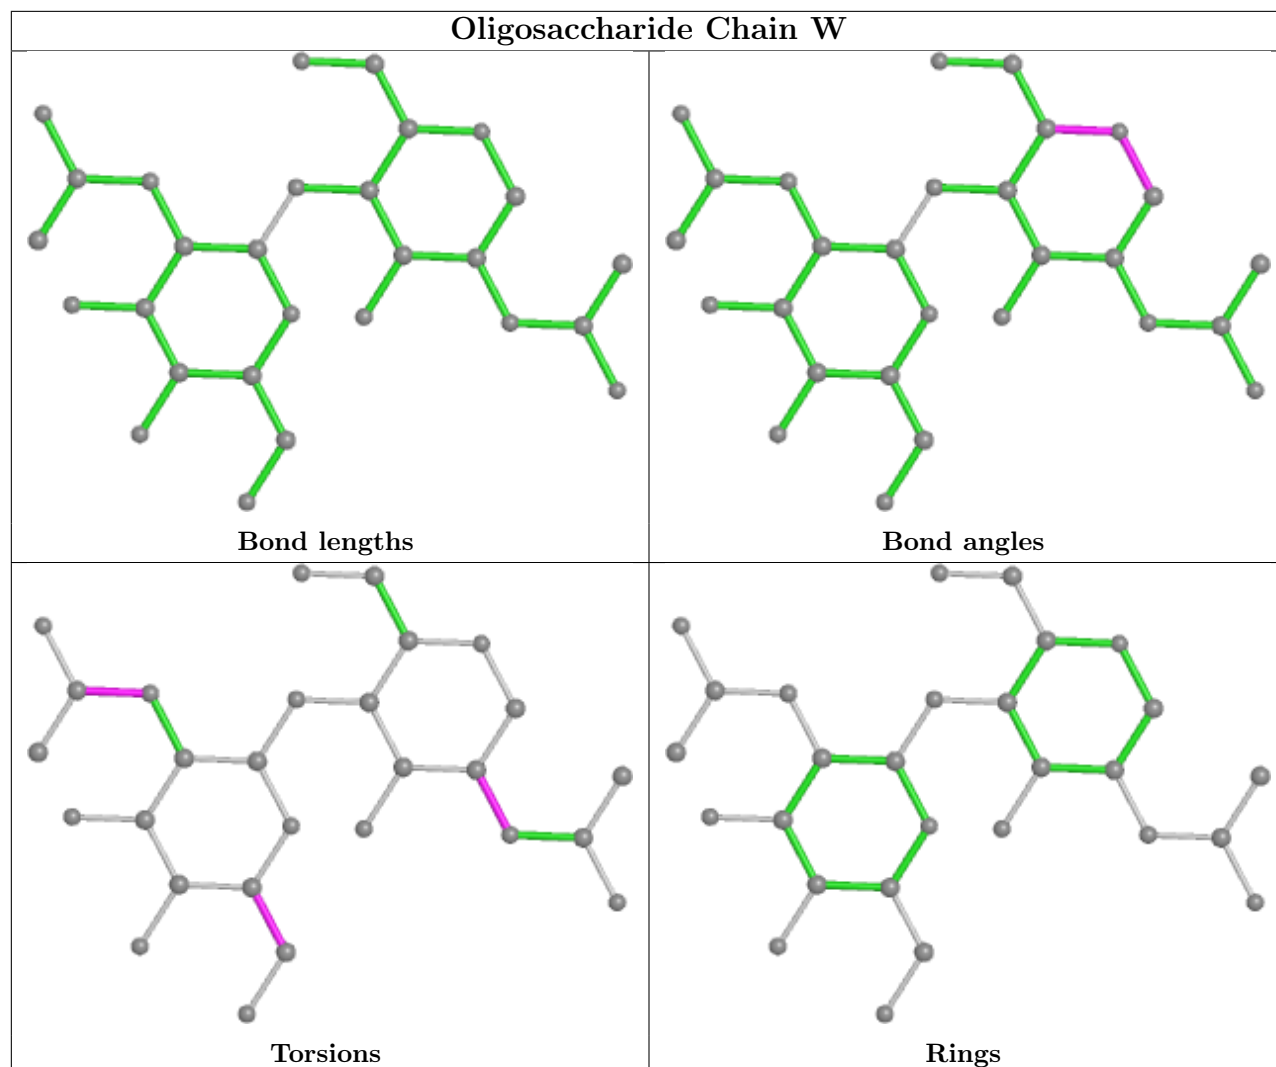 Oligosaccharide Chain W
Bond lengths
Bond angles
Torsions
Rings